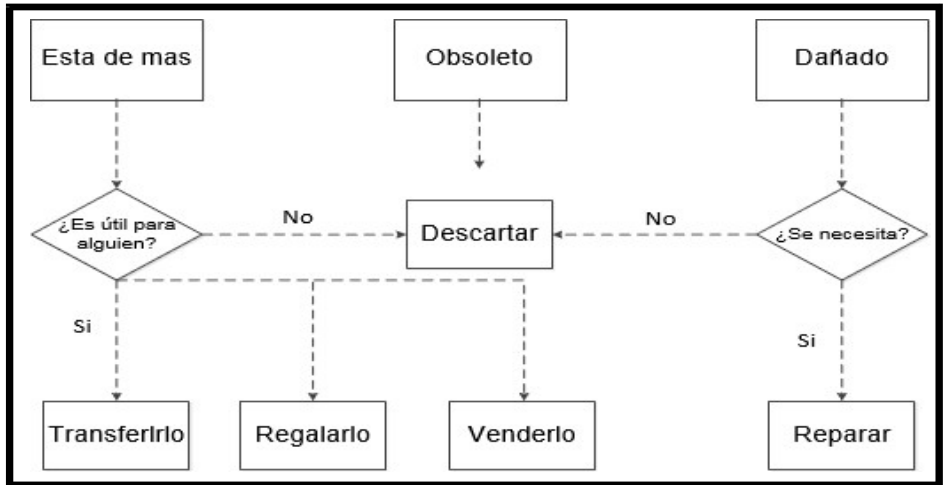 Esta de mas
Obsoleto
Dañado
¿Es útil para
alguien?
No
Descartar
No
¿Se necesita?
Si
Si
TransferIrlo
Regalarlo
Venderlo
Reparar